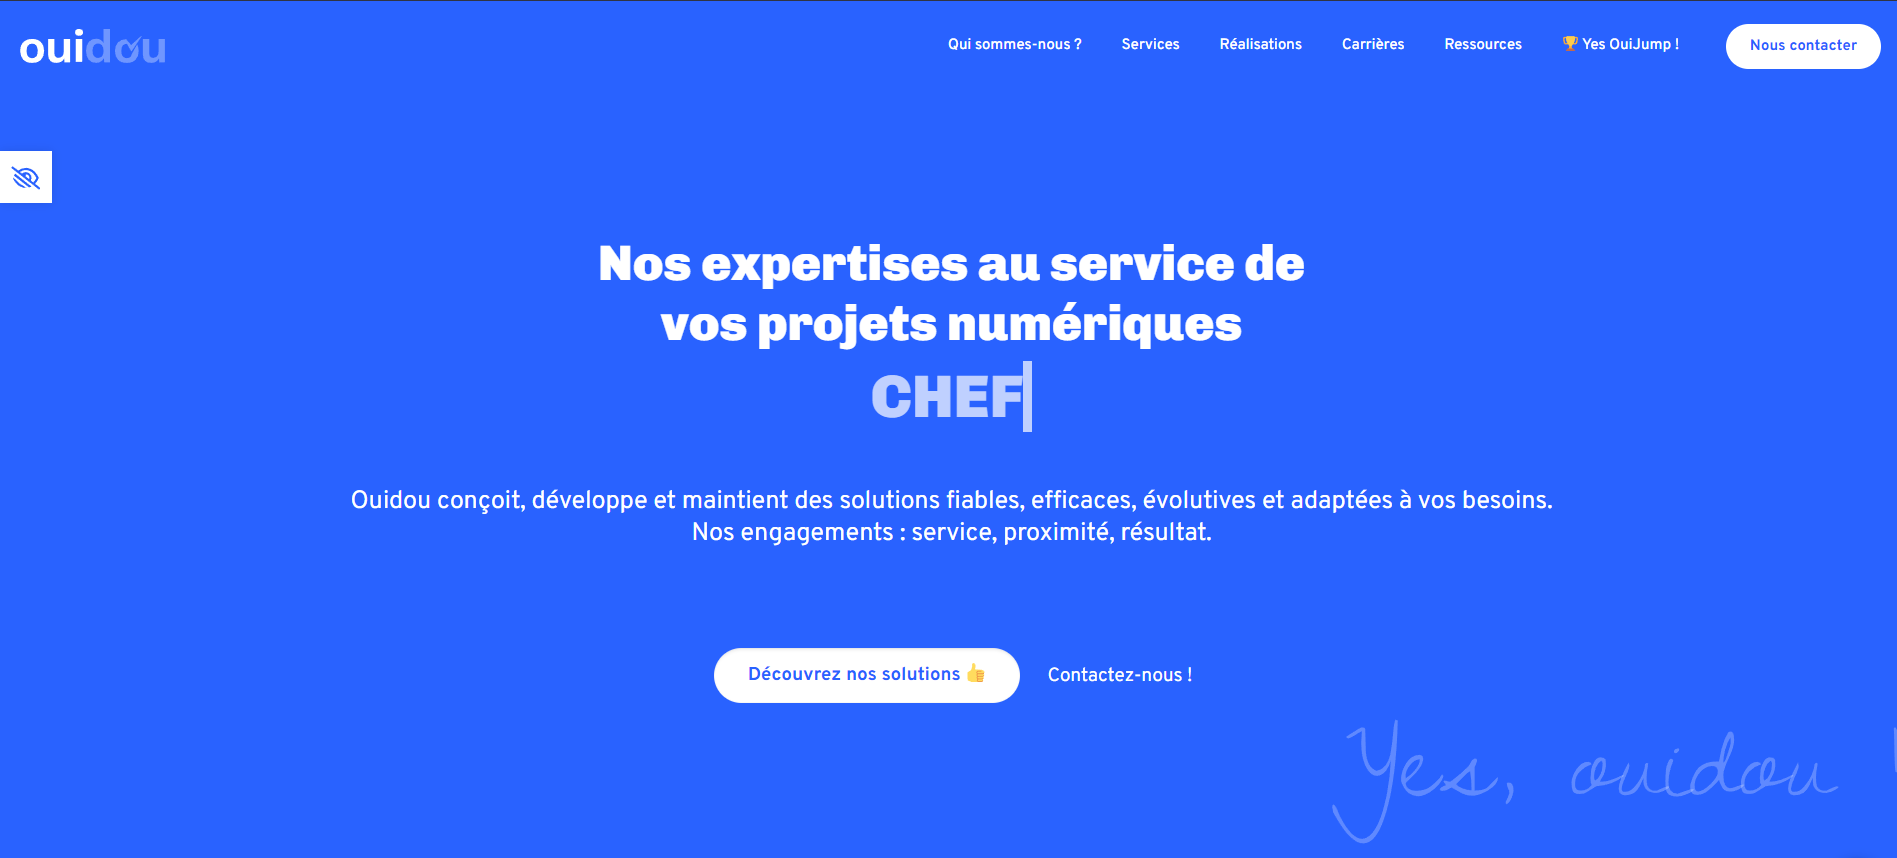 ouidou
Qui sommes-nous ?
Services
Réalisations
Carrières
Ressources
🏆 Yes OuiJump !
Nous contacter
Nos expertises au service de
vos projets numériques
CHEF
Ouidou conçoit, développe et maintient des solutions fiables, efficaces, évolutives et adaptées à vos besoins.
Nos engagements : service, proximité, résultat.
Découvrez nos solutions 👍
Contactez-nous !
Yes, ouidou